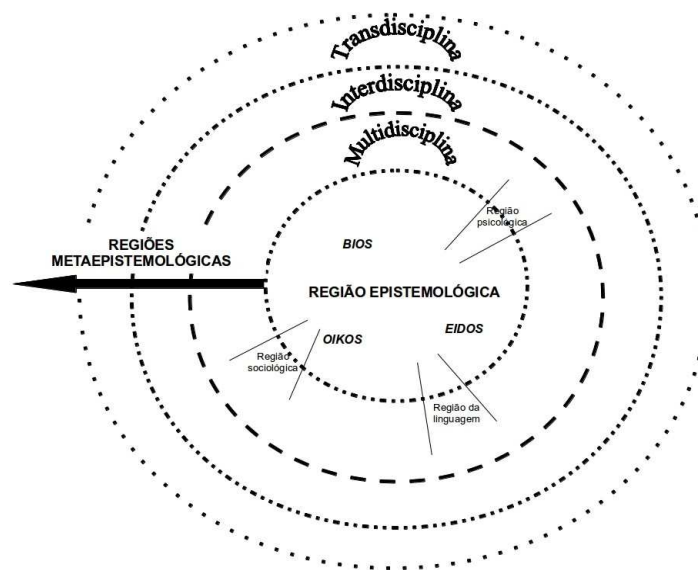 Transdisciplina
Interdisciplina
Multidisciplina
Região
psicológica
BIOS
REGIÕES
METAEPISTEMOLÓGICAS
REGIÃO EPISTEMOLÓGICA
OIKOS
EIDOS
Região
sociológica
Região da
linguagem